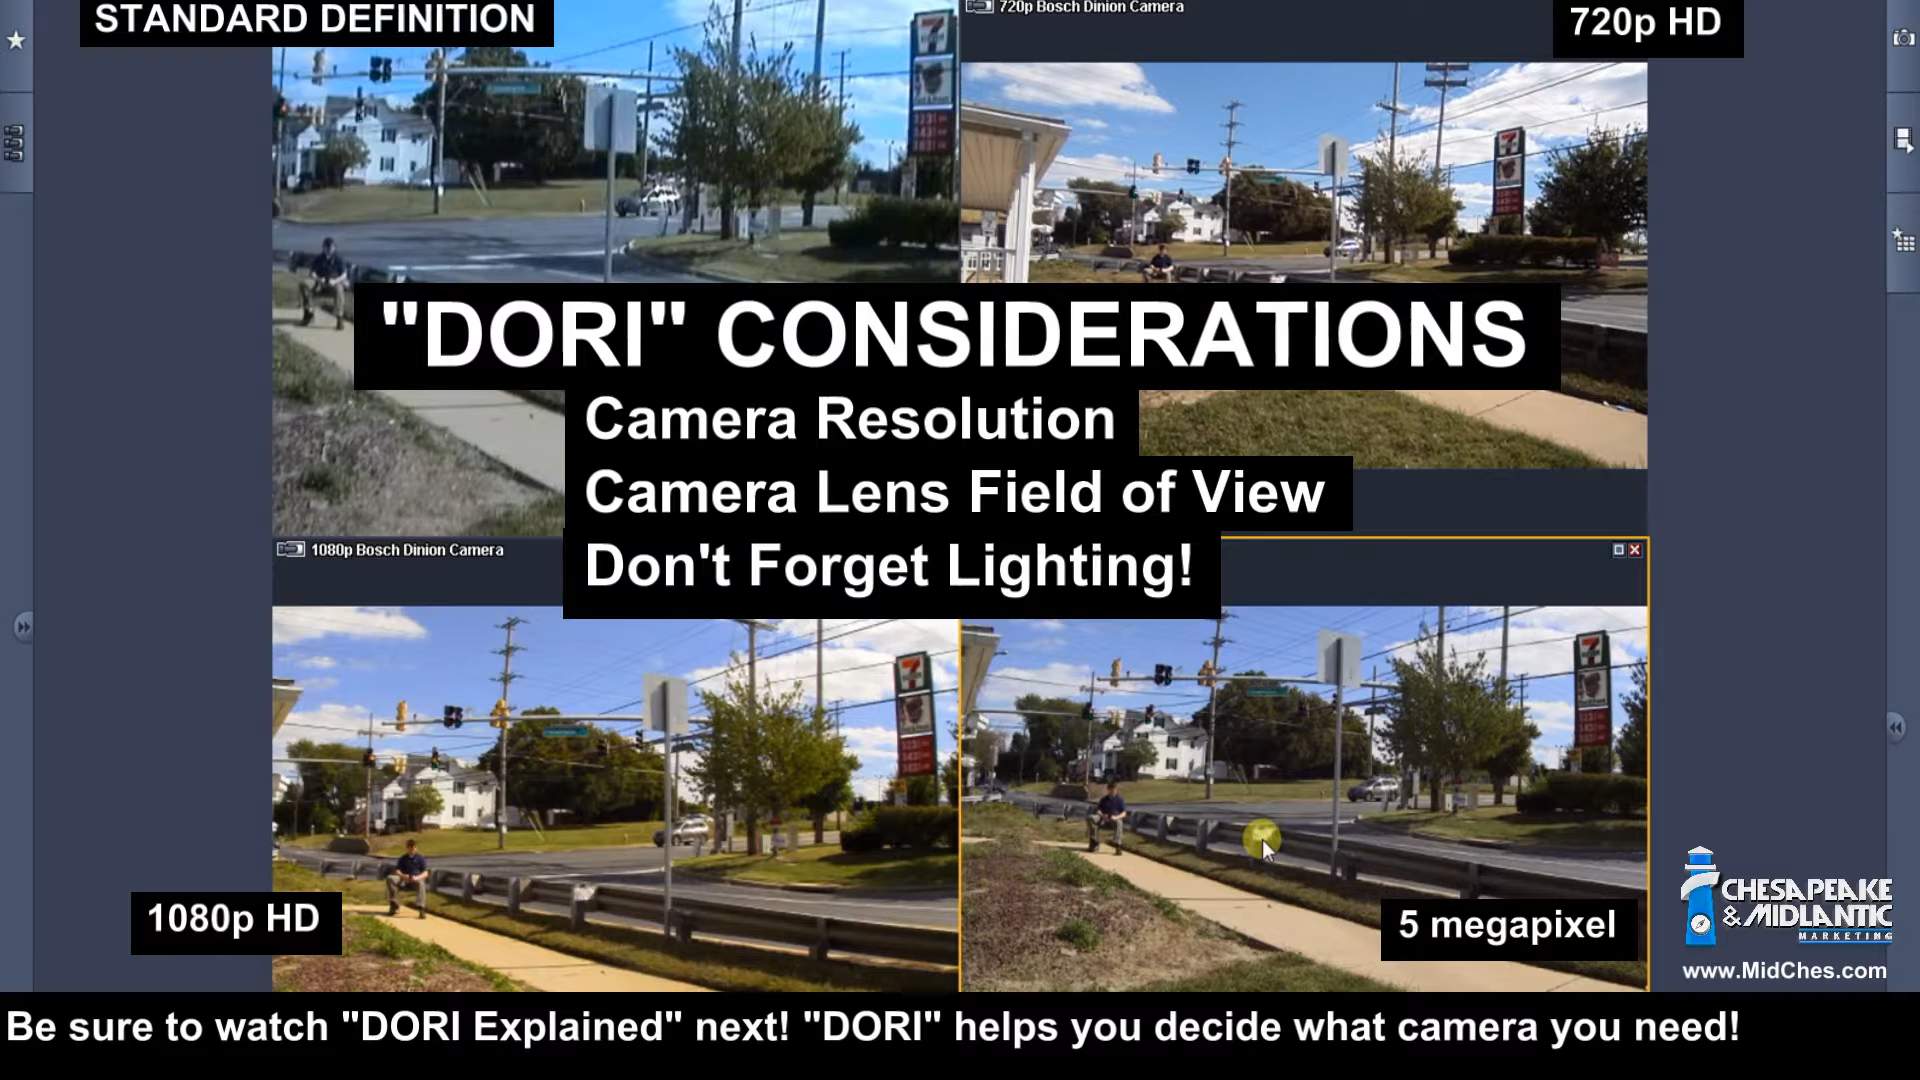 STANDARD DEFINITION
720p Bosch Dinion Camera
720p HD
"DORI" CONSIDERATIONS
Camera Resolution
Camera Lens Field of View
Don't Forget Lighting!
1080p Bosch Dinion Camera
1080p HD
5 megapixel
CHESAPEAKE
& MIDLANTIC
MARKETING
www.MidChes.com
Be sure to watch "DORI Explained" next! "DORI" helps you decide what camera you need!